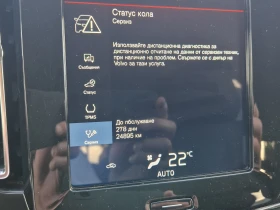 Статус кола
Сервиз
Използвайте дистанционна диагностика за
дистанционно отчитане на данни от сервизен техник,
при наличие на проблем. Свържете се с дилър на
Volvo за тази услуга.
Съобщения
Статус
TPMS
Сервиз
До обслужване
278 дни
24895 км
22°C
AUTO